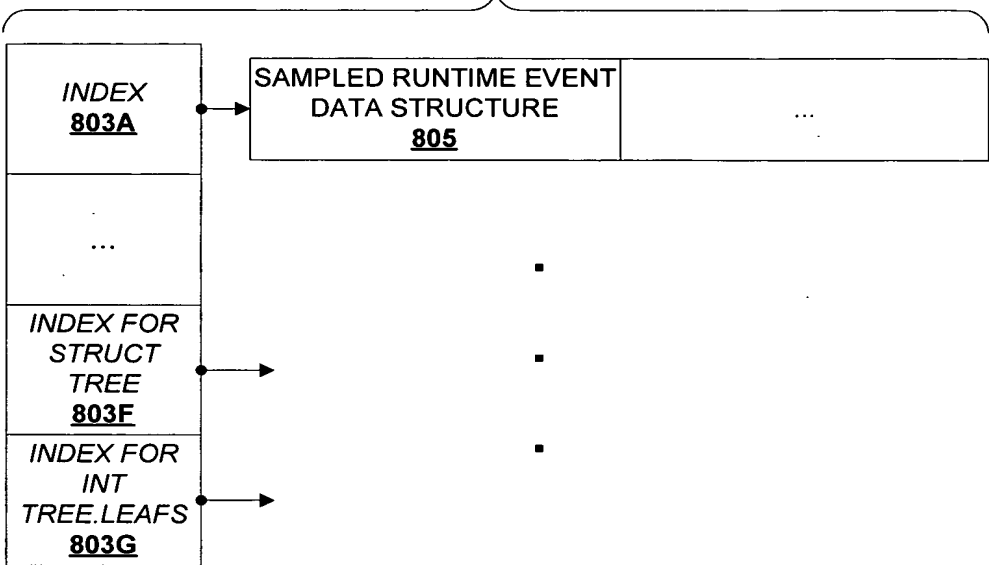 INDEX
803A
SAMPLED RUNTIME EVENT
DATA STRUCTURE
805
...
...
INDEX FOR
STRUCT
TREE
803F
INDEX FOR
INT
TREE.LEAFS
803G